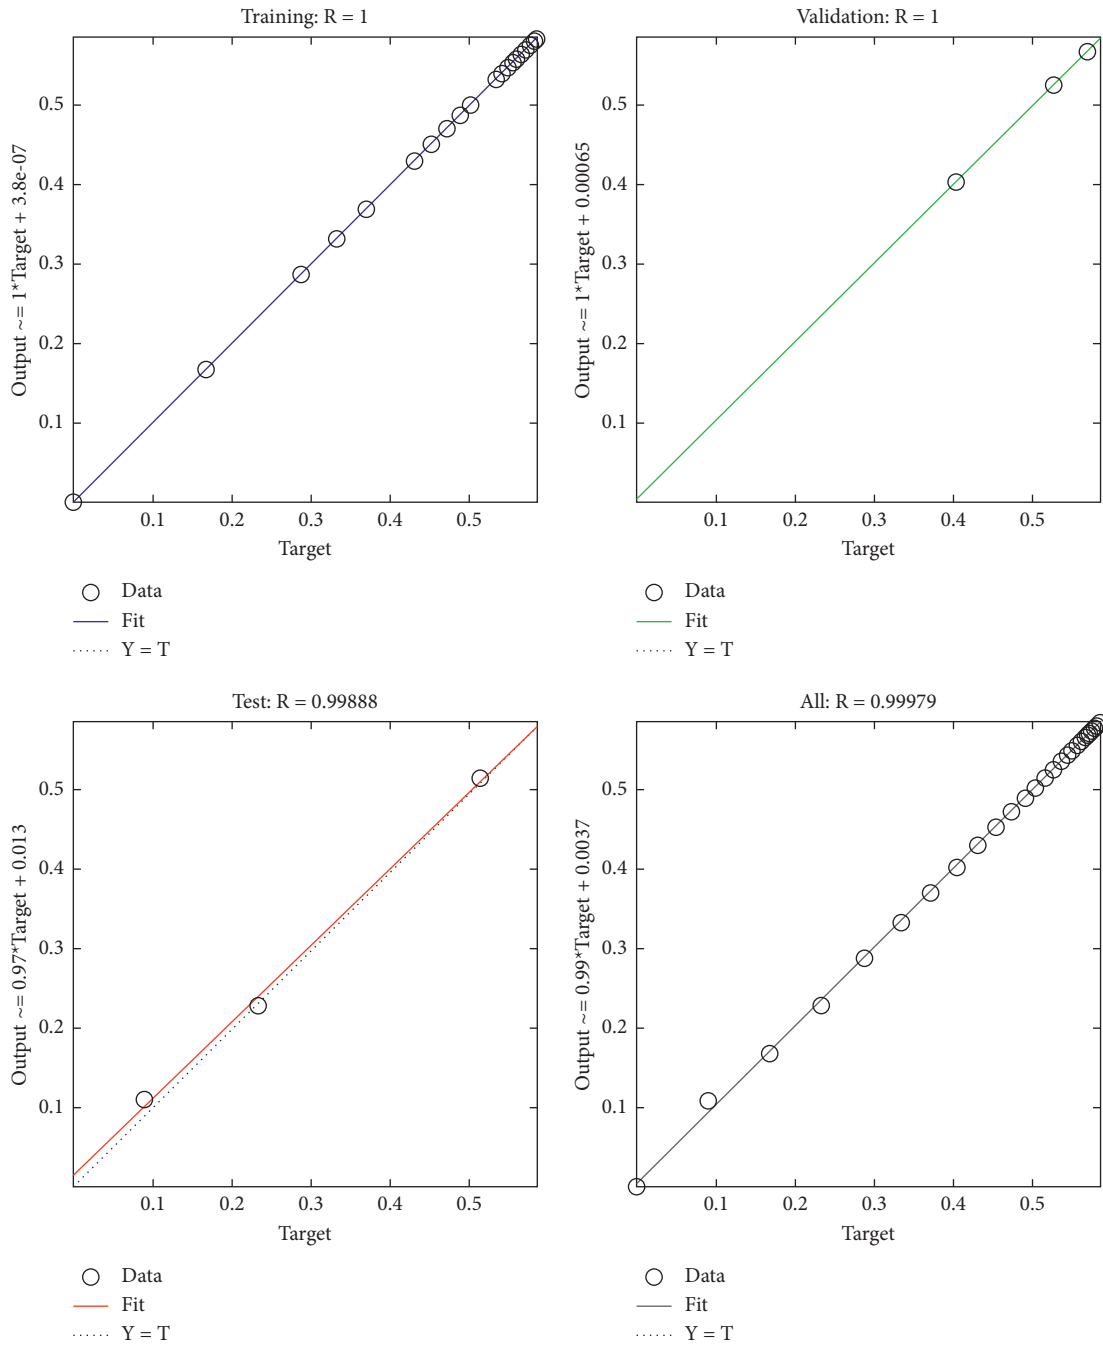 Training: R = 1
Output ~= 1*Target + 3.8e-07
0.5
0.4
0.3
0.2
0.1
0.1 0.2 0.3 0.4 0.5
Target
Data
Fit
Y = T
Validation: R = 1
Output ~= 1*Target + 0.00065
0.5
0.4
0.3
0.2
0.1
0.1 0.2 0.3 0.4 0.5
Target
Data
Fit
Y = T
Test: R = 0.99888
Output ~= 0.97*Target + 0.013
0.5
0.4
0.3
0.2
0.1
0.1 0.2 0.3 0.4 0.5
Target
Data
Fit
Y = T
All: R = 0.99979
Output ~= 0.99*Target + 0.0037
0.5
0.4
0.3
0.2
0.1
0.1 0.2 0.3 0.4 0.5
Target
Data
Fit
Y = T